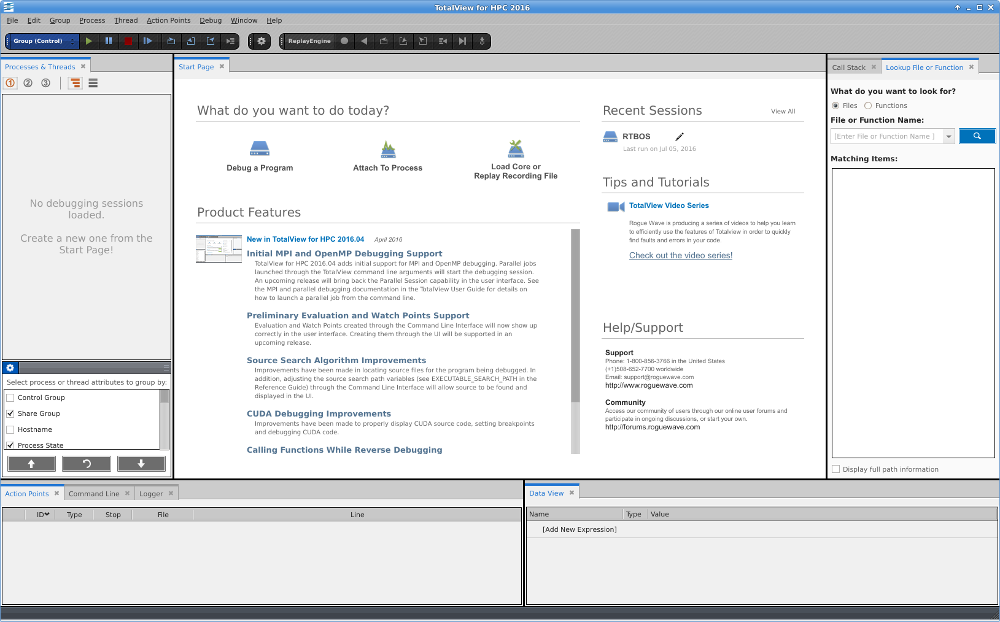 TotalView for HPC 2016
File Edit Group Process Thread Action Points Debug Window Help
Group (Control) ReplayEngine
Processes & Threads
1 2 3
No debugging sessions
loaded.
Create a new one from the
Start Page!
Select process or thread attributes to group by
Control Group
Share Group
Hostname
Process State
Start Page
What do you want to do today?
Debug a Program
Attach To Process
Load Core or
Replay Recording File
Product Features
New in TotalView for HPC 2016.04 April 2016
Initial MPI and OpenMP Debugging Support
TotalView for HPC 2016.04 adds initial support for MPI and OpenMP debugging. Parallel jobs
launched through the TotalView command line arguments will start the debugging session.
An upcoming release will bring back the Parallel Session capability in the user interface. See
the MPI and parallel debugging documentation in the TotalView User Guide for details on
how to launch a parallel job from the command line.
Preliminary Evaluation and Watch Points Support
Evaluation and Watch Points created through the Command Line Interface will now show up
correctly in the user interface. Creating them through the UI will be supported in an
upcoming release.
Source Search Algorithm Improvements
Improvements have been made in locating source files for the program being debugged. In
addition, adjusting the source search path variables (see EXECUTABLE_SEARCH_PATH in the
Reference Guide) through the Command Line Interface will allow source to be found and
displayed in the UI.
CUDA Debugging Improvements
Improvements have been made to properly display CUDA source code, setting breakpoints
and debugging CUDA code.
Calling Functions While Reverse Debugging
Recent Sessions View All
RTBOS
Last run on Jul 05, 2016
Tips and Tutorials
TotalView Video Series
Rogue Wave is producing a series of videos to help you learn
to efficiently use the features of TotalView in order to quickly
find faults and errors in your code
Check out the video series!
Help/Support
Support
Phone: 1-800-856-3766 in the United States
(+1)508-652-7700 worldwide
Email: support@roguewave.com
http://www.roguewave.com
Community
Access our community of users through our online user forums and
participate in ongoing discussions, or start your own.
http://forums.roguewave.com
Call Stack Lookup File or Function
What do you want to look for?
Files Functions
File or Function Name:
[Enter File or Function Name ]
Matching Items:
Display full path information
Action Points Command Line Logger
ID Type Stop File Line
Data View
Name Type Value
[Add New Expression]